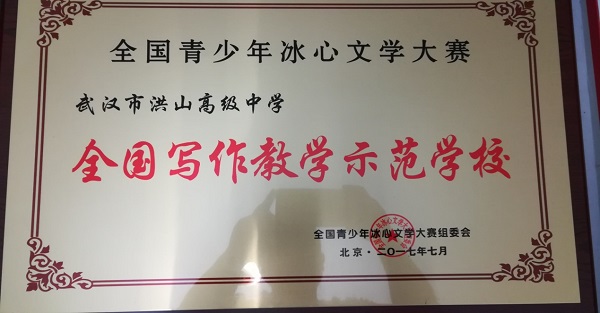 全国青少年冰心文学大赛
武汉市洪山高级中学
全国写作教学示范学校
全国青少年冰心文学大赛组委会
北京·二〇一七年七月